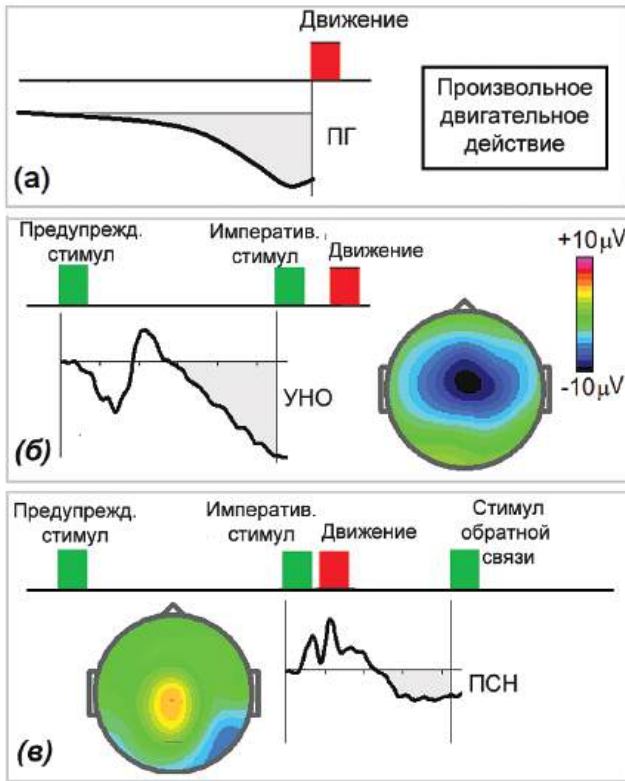 Движение
ПГ
Произвольное
двигательное
действие
(а)
Предупрежд.
стимул
Императив.
стимул
Движение
+10μV
-10μV
УНО
(б)
Предупрежд.
стимул
Императив.
стимул
Движение
Стимул
обратной
связи
ПСН
(в)